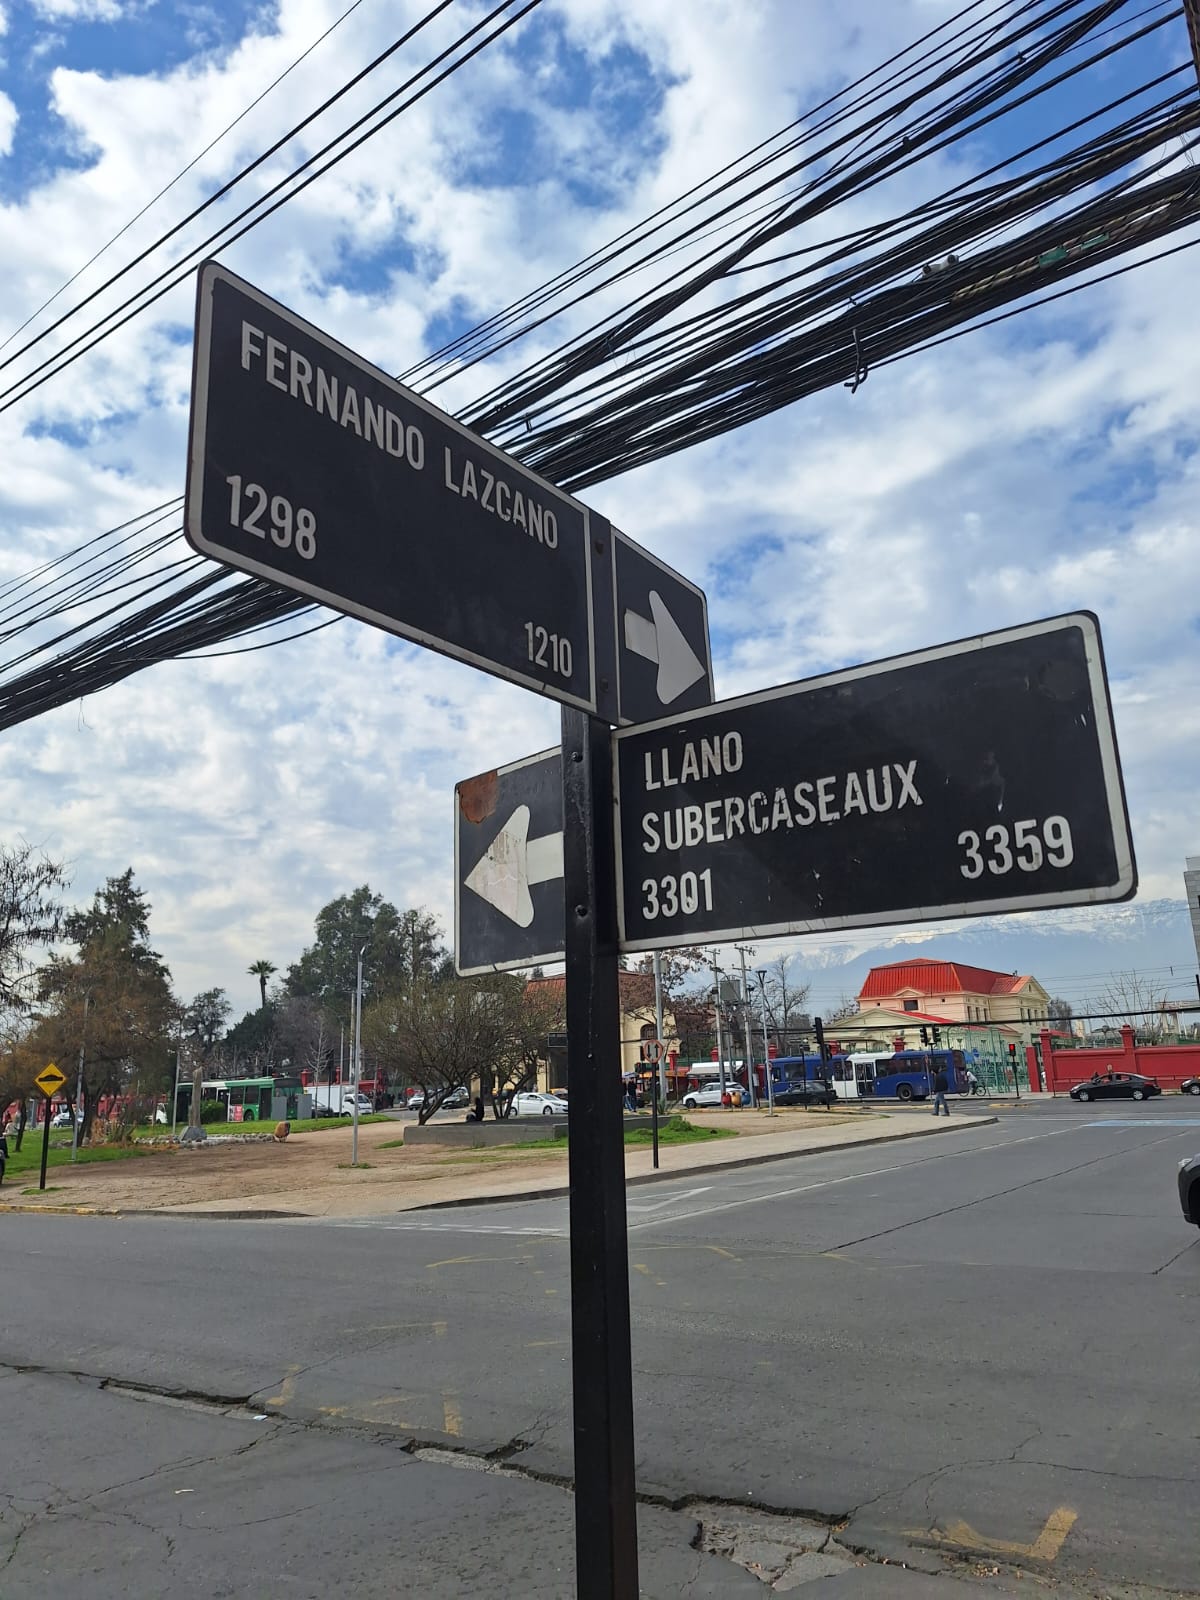 FERNANDO LAZCANO
1298
1210
LLANO
SUBERCASEAUX
3301
3359